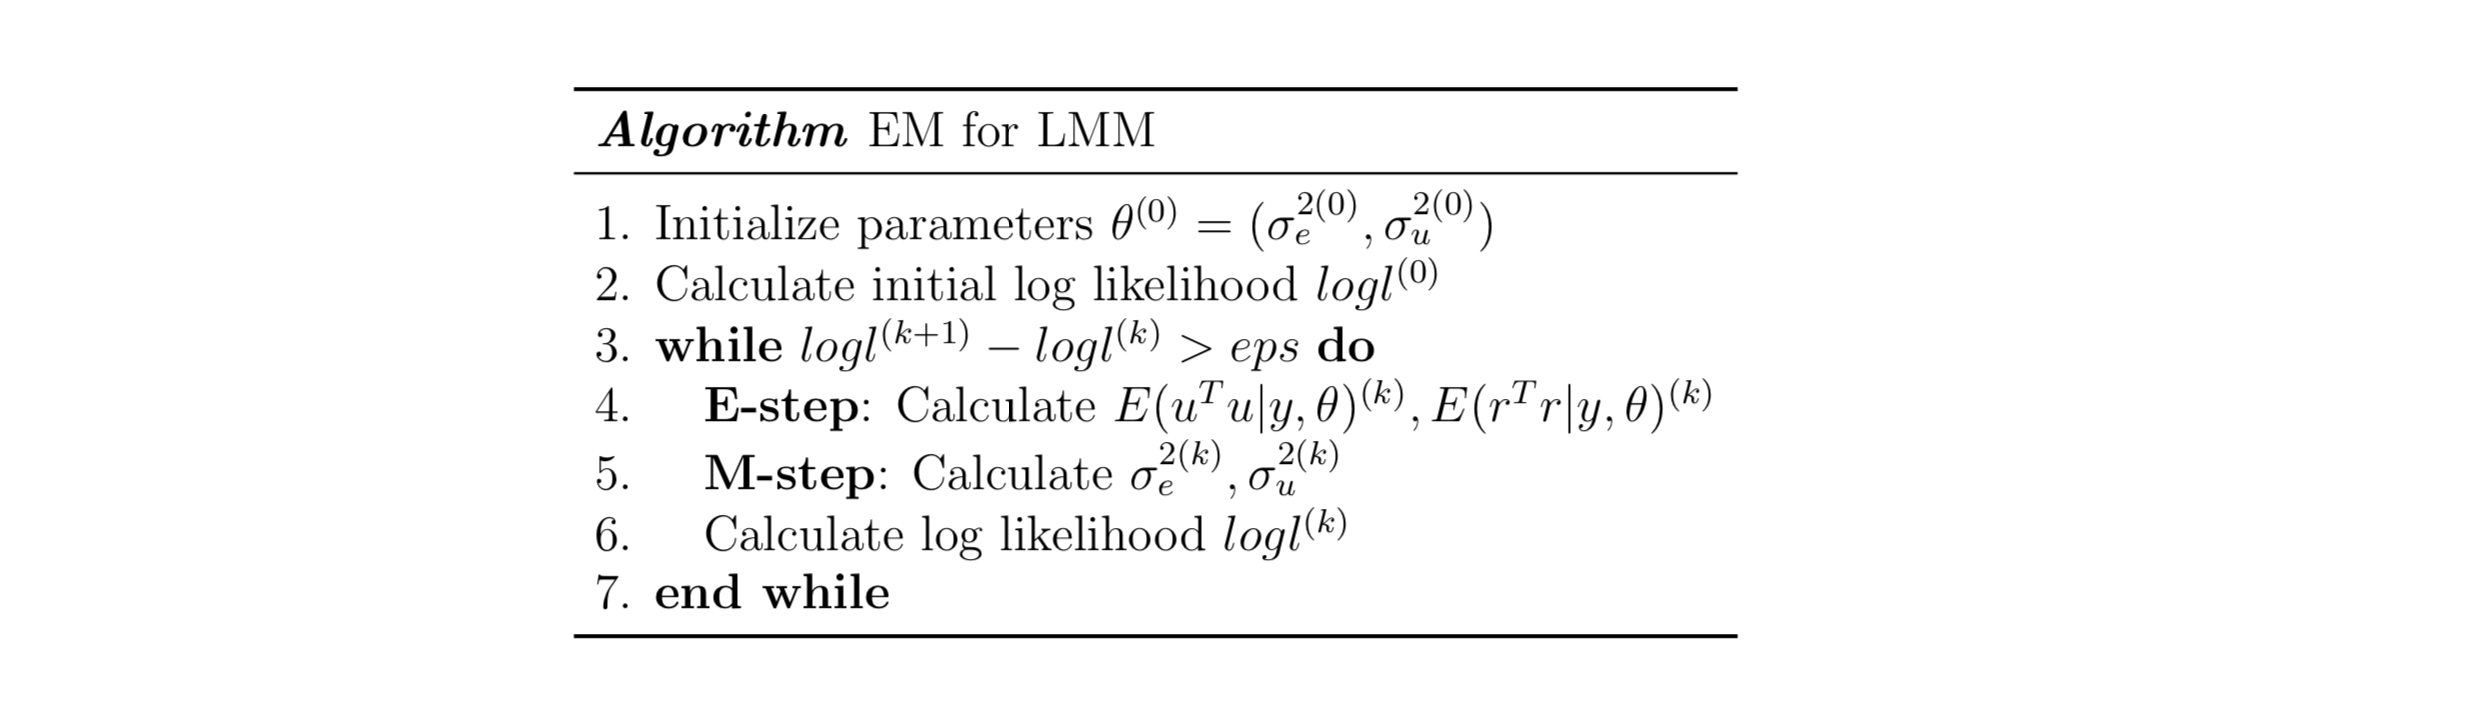 Algorithm EM for LMM
1. Initialize parameters $\theta^{(0)} = (\sigma_e^{2(0)}, \sigma_u^{2(0)})$
2. Calculate initial log likelihood $logl^{(0)}$
3. while $logl^{(k+1)} - logl^{(k)} > eps$ do
4. E-step: Calculate $E(u^T u|y, \theta)^{(k)}, E(r^T r|y, \theta)^{(k)}$
5. M-step: Calculate $\sigma_e^{2(k)}, \sigma_u^{2(k)}$
6. Calculate log likelihood $logl^{(k)}$
7. end while